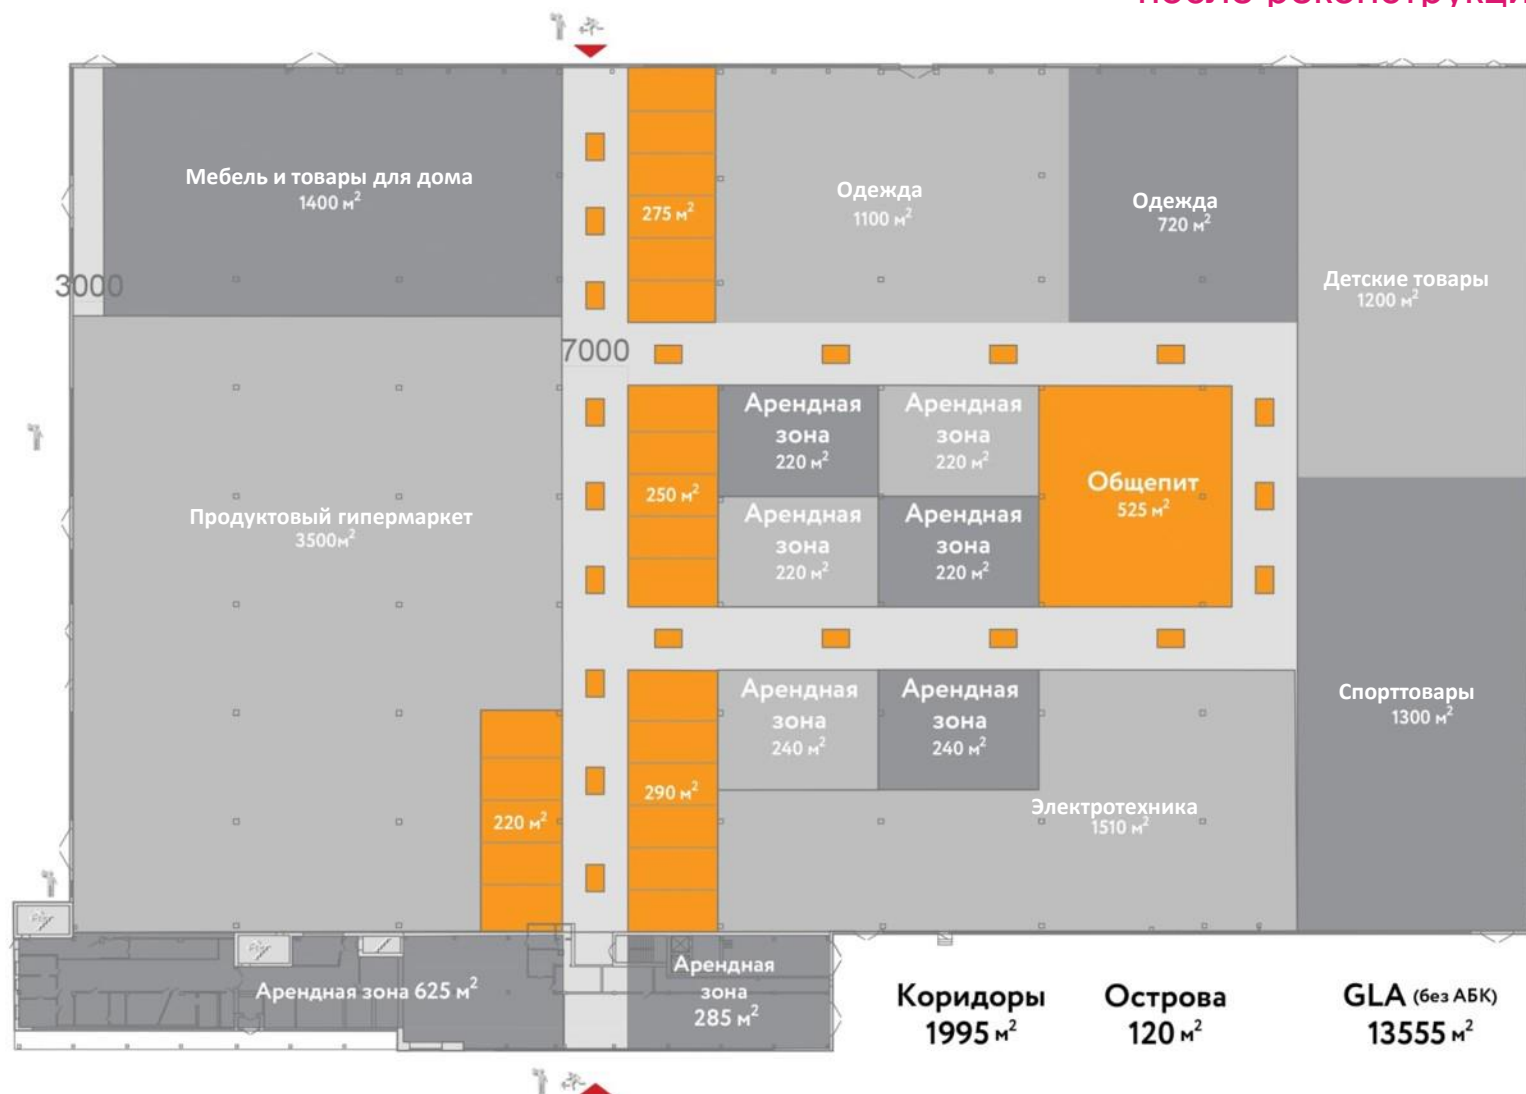 после реконструкци
Мебель и товары для дома
1400 м²
275 м²
Одежда
1100 м²
Одежда
720 м²
Детские товары
1200 м²
3000
7000
Арендная
зона
220 м²
Арендная
зона
220 м²
Общепит
525 м²
250 м²
Продуктовый гипермаркет
3500м²
Арендная
зона
220 м²
Арендная
зона
220 м²
Арендная
зона
240 м²
Арендная
зона
240 м²
Спорттовары
1300 м²
290 м²
220 м²
Электротехника
1510 м²
Арендная зона 625 м²
Арендная
зона
285 м²
Коридоры
1995 м²
Острова
120 м²
GLA (без АБК)
13555 м²